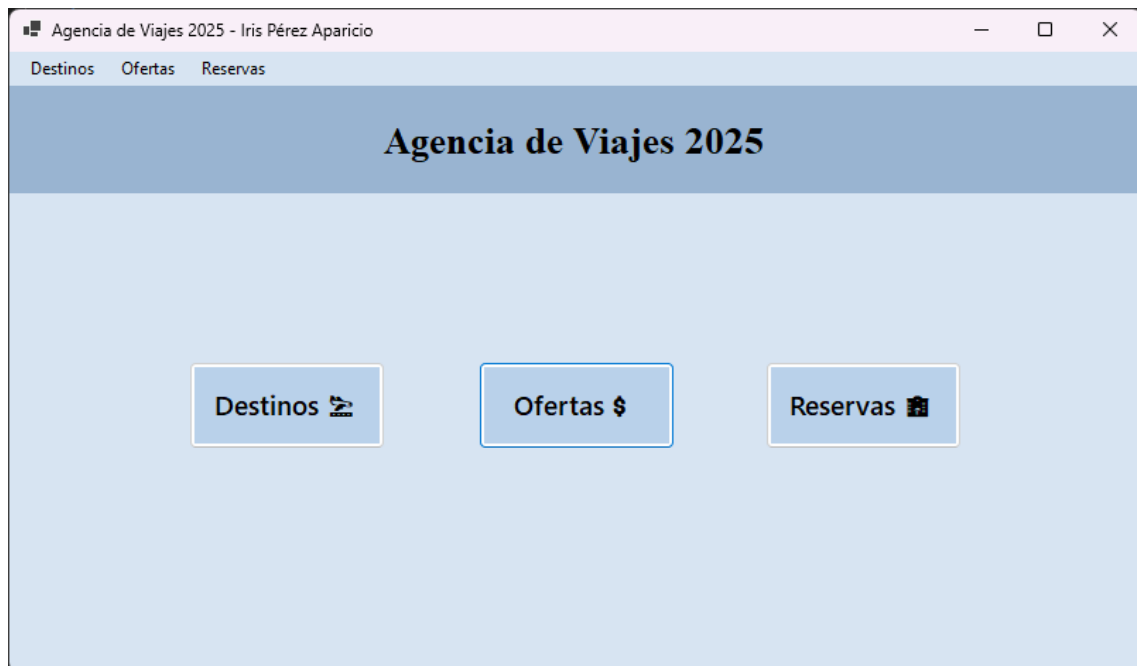 Agencia de Viajes 2025 - Iris Pérez Aparicio
Destinos Ofertas Reservas
Agencia de Viajes 2025
Destinos Ofertas $ Reservas